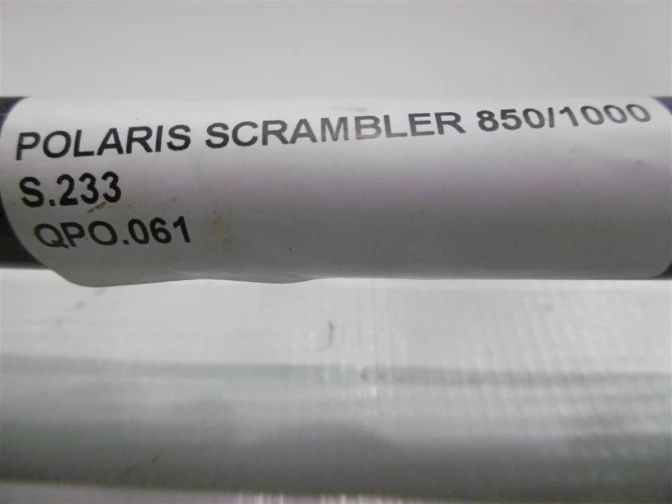 POLARIS SCRAMBLER 850/1000
S.233
QPO.061